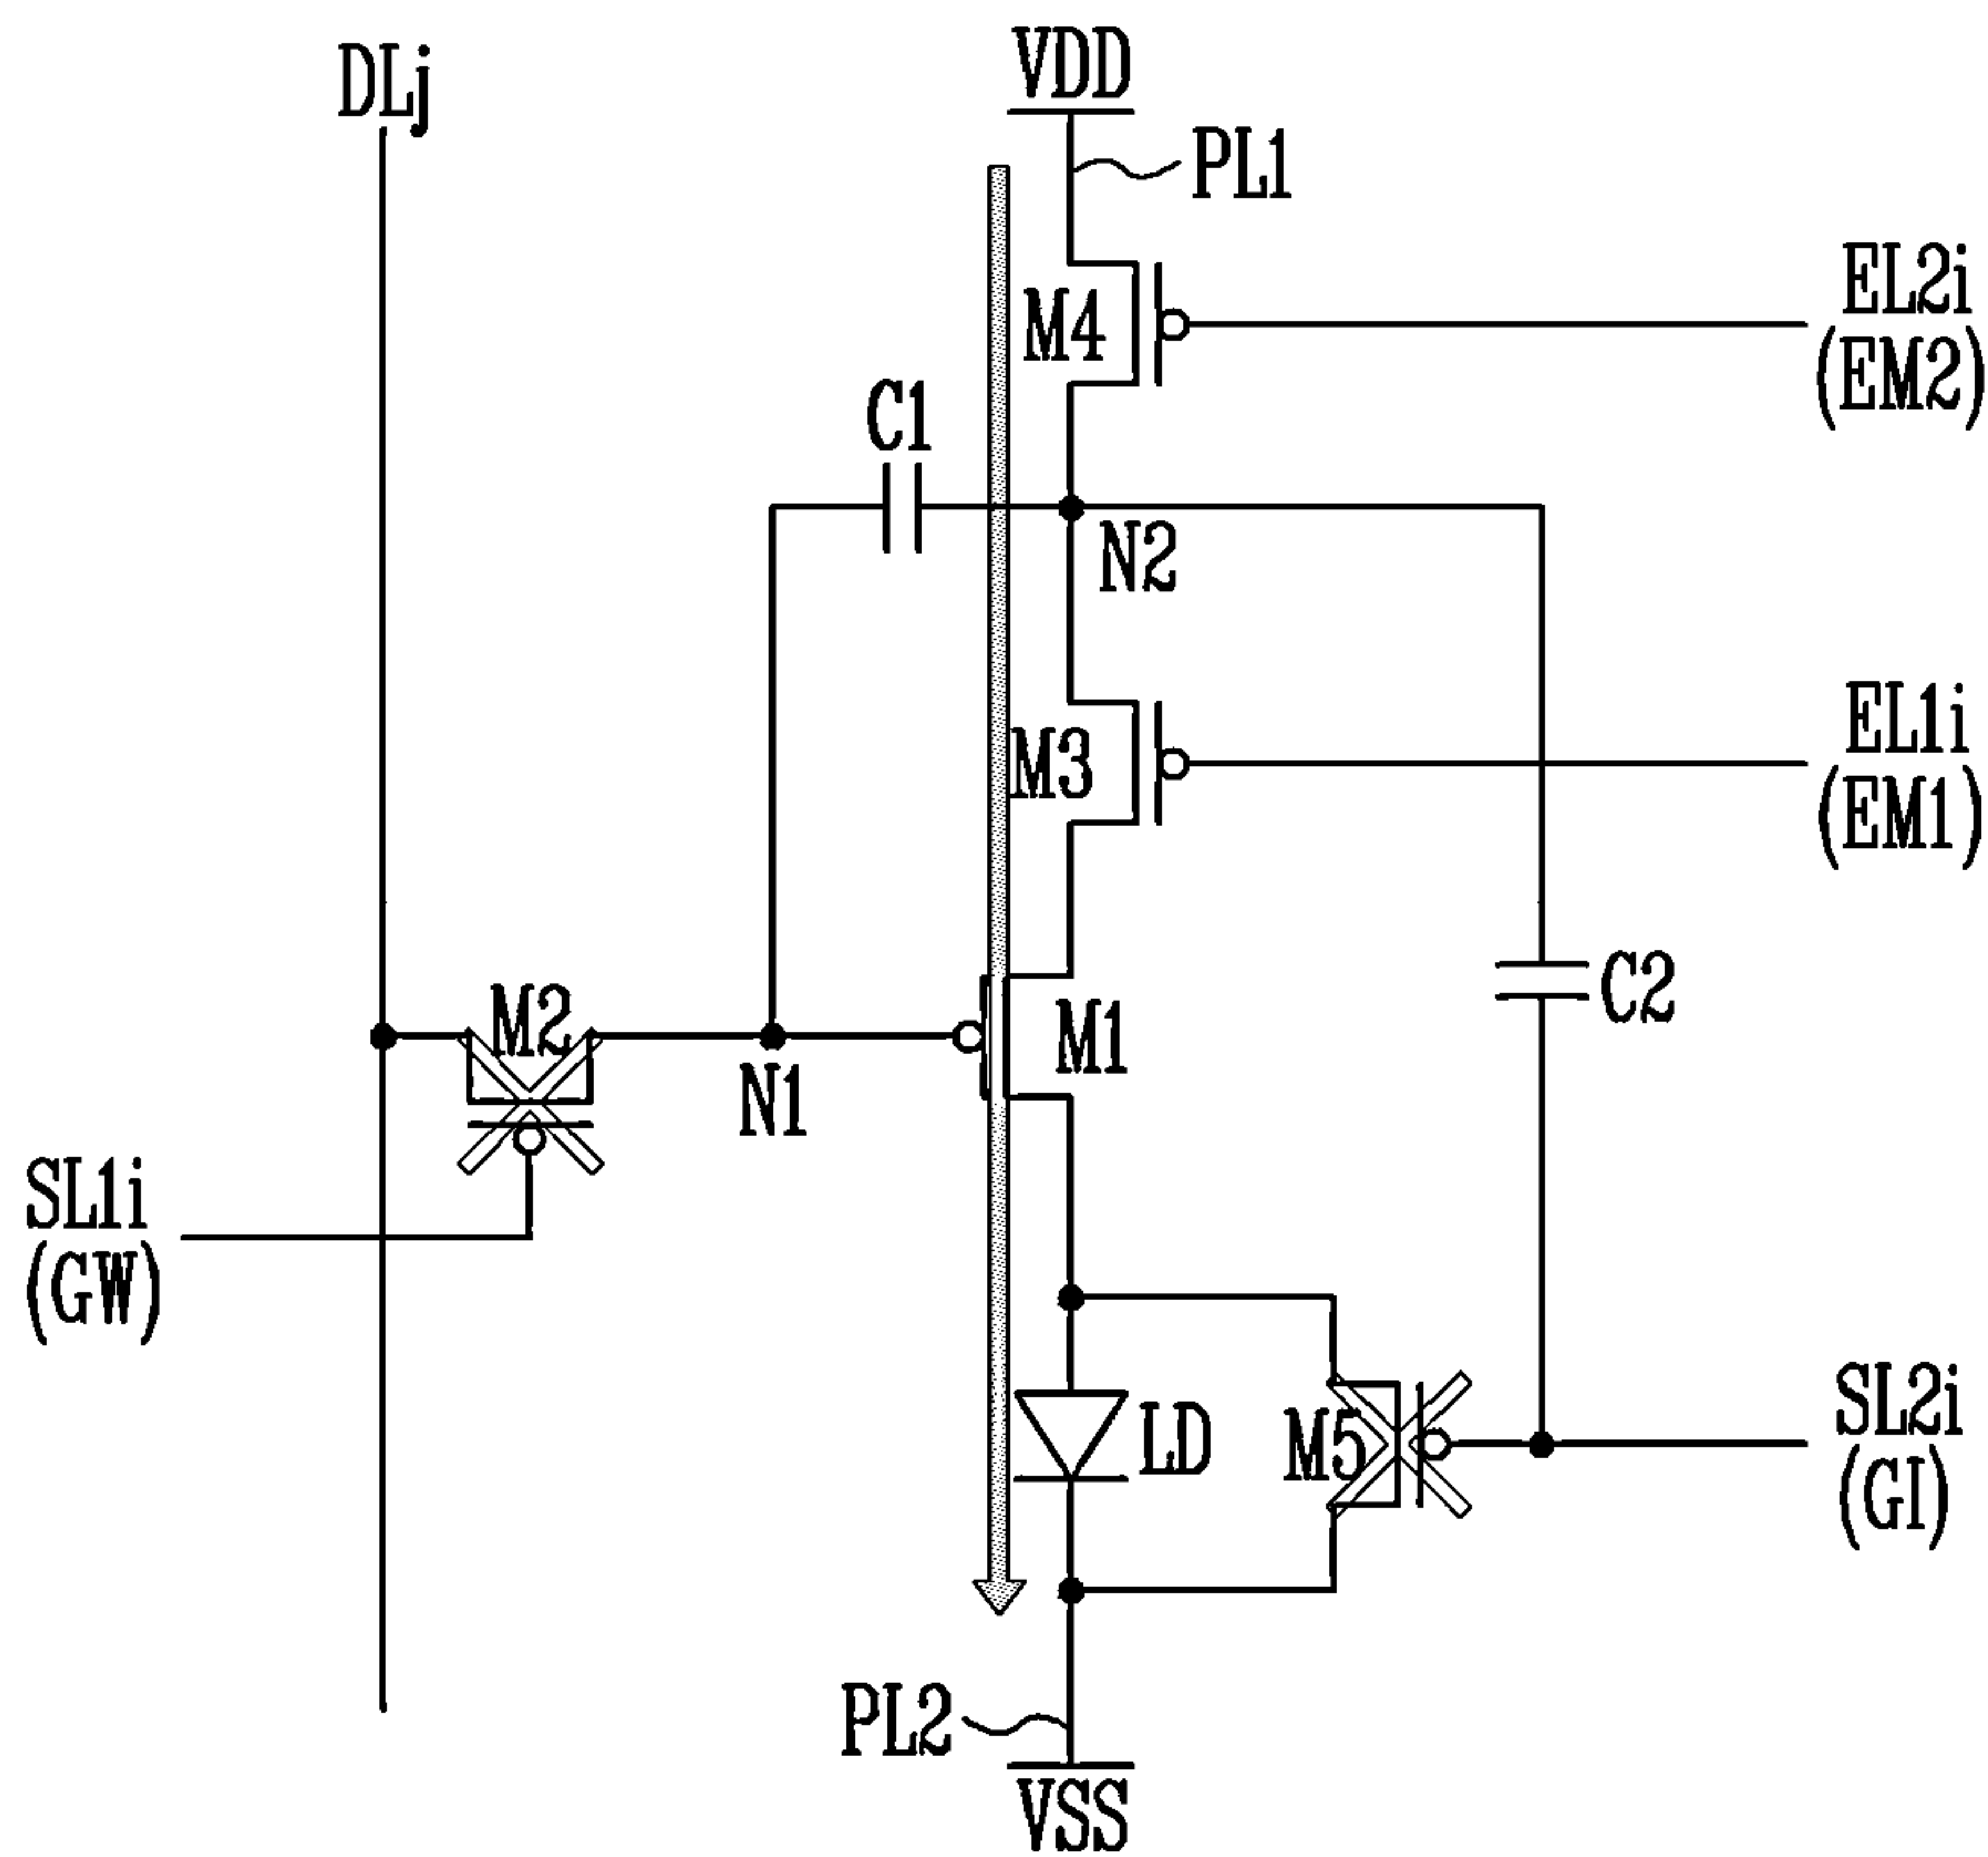 DLj
VDD
PL1
EL2i
(EM2)
M4
C1
N2
EL1i
(EM1)
M3
C2
M2
M1
N1
SL1i
(GW)
LD
M5
SL2i
(GI)
PL2
VSS